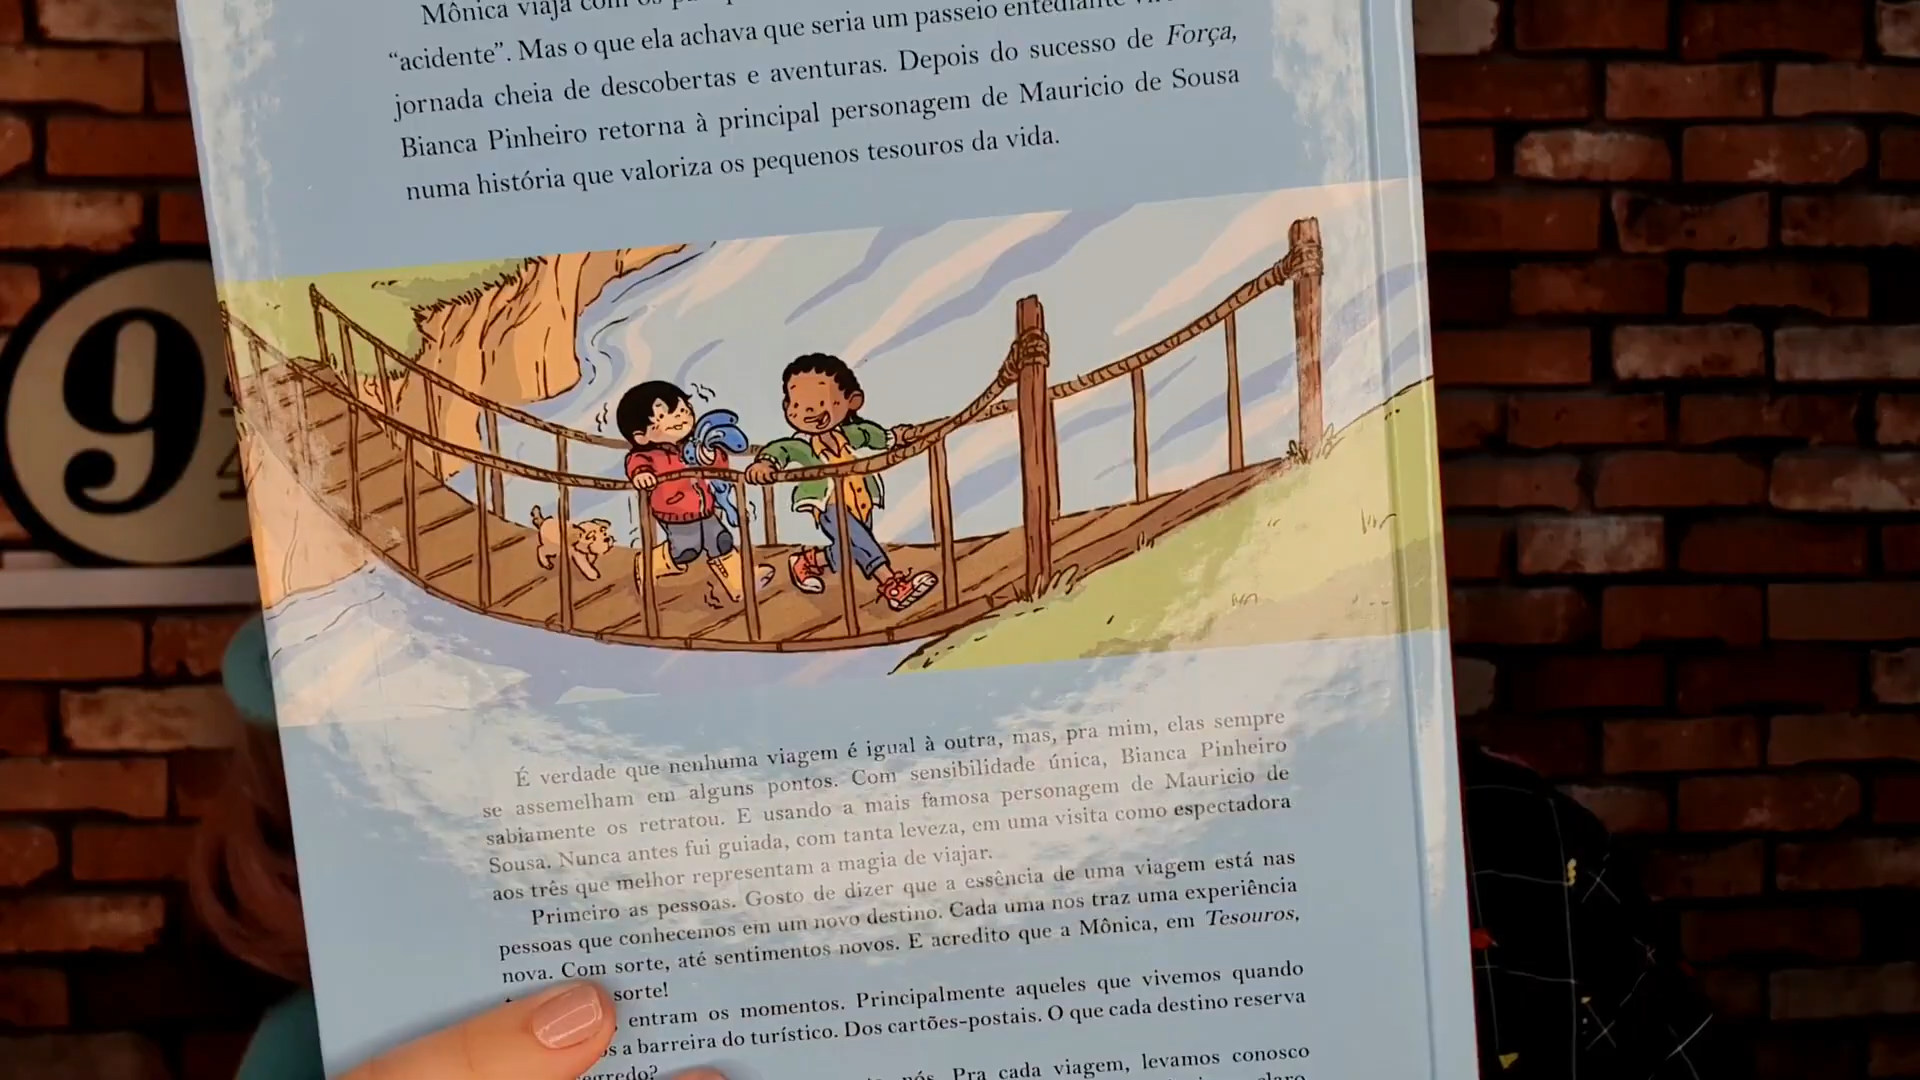 Mônica viaja com os
"acidente". Mas o que ela achava que seria um passeio entediante
jornada cheia de descobertas e aventuras. Depois do sucesso de Força,
Bianca Pinheiro retorna à principal personagem de Mauricio de Sousa
numa história que valoriza os pequenos tesouros da vida.
9
É verdade que nenhuma viagem é igual à outra, mas, pra mim, elas sempre
se assemelham em alguns pontos. Com sensibilidade única, Bianca Pinheiro
sabiamente os retratou. E usando a mais famosa personagem de Mauricio de
Sousa. Nunca antes fui guiada, com tanta leveza, em uma visita como espectadora
aos três que melhor representam a magia de viajar.
Primeiro as pessoas. Gosto de dizer que a essência de uma viagem está nas
pessoas que conhecemos em um novo destino. Cada uma nos traz uma experiência
nova. Com sorte, até sentimentos novos. E acredito que a Mônica, em Tesouros,
sorte!
entram os momentos. Principalmente aqueles que vivemos quando
a barreira do turístico. Dos cartões-postais. O que cada destino reserva
Pra cada viagem, levamos conosco